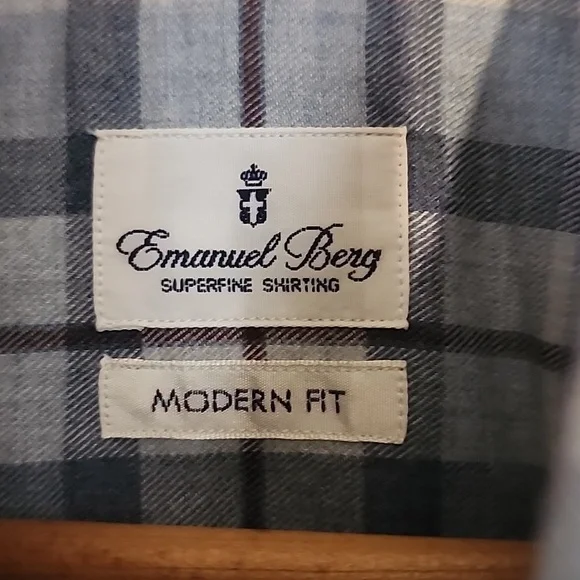 Emanuel Berg
SUPERFINE SHIRTING
MODERN FIT